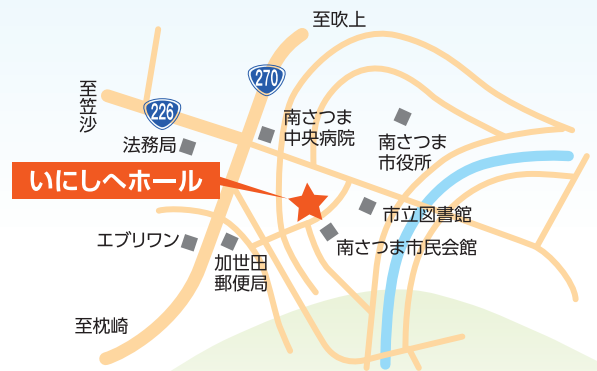 至吹上
270
至笠沙
226
南さつま
中央病院
南さつま
市役所
法務局
いにしへホール
市立図書館
エブリワン
南さつま市民会館
加世田
郵便局
至枕崎